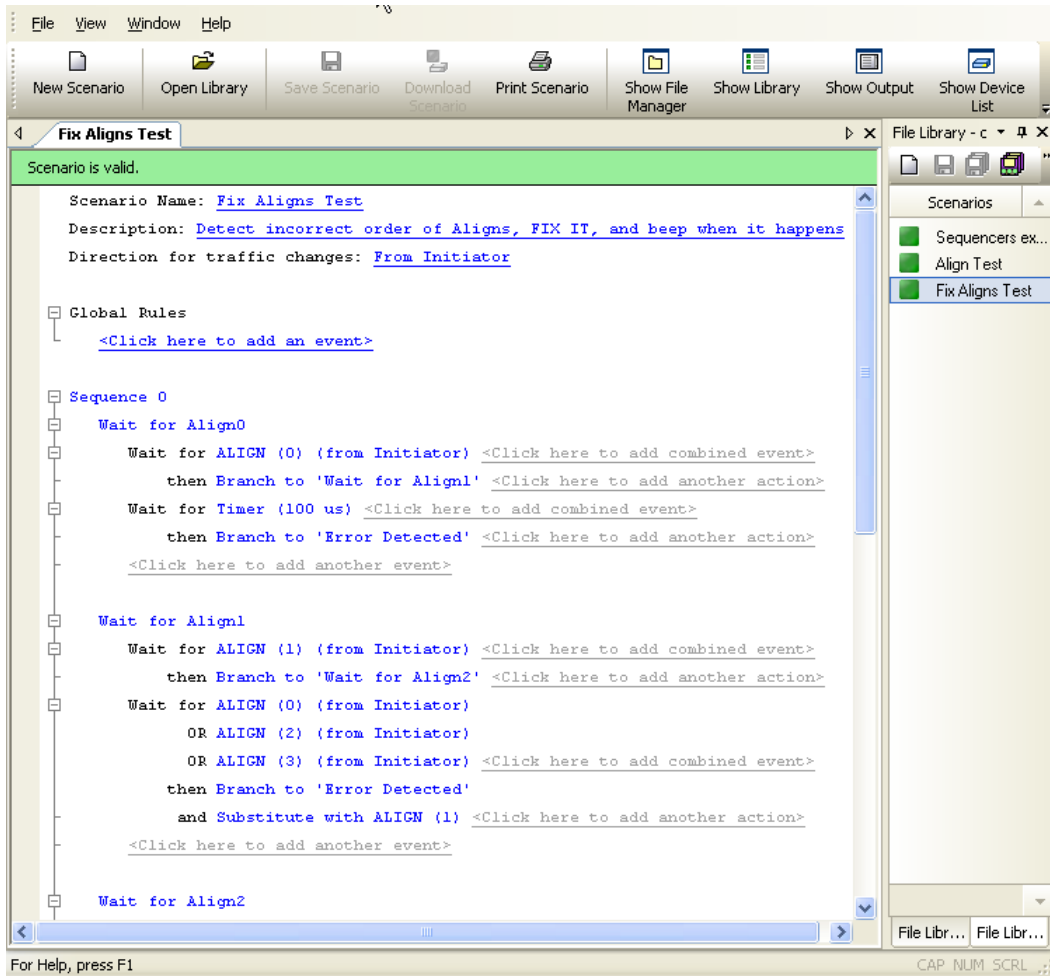 File View Window Help
New Scenario Open Library Save Scenario Download Scenario Print Scenario Show File Manager Show Library Show Output Show Device List
Fix Aligns Test
File Library - c
Scenario is valid.
Scenarios
Sequencers ex...
Align Test
Fix Aligns Test
Scenario Name: Fix Aligns Test
Description: Detect incorrect order of Aligns, FIX IT, and beep when it happens
Direction for traffic changes: From Initiator
Global Rules
<Click here to add an event>
Sequence 0
Wait for Align0
Wait for ALIGN (0) (from Initiator) <Click here to add combined event>
then Branch to 'Wait for Align1' <Click here to add another action>
Wait for Timer (100 us) <Click here to add combined event>
then Branch to 'Error Detected' <Click here to add another action>
<Click here to add another event>
Wait for Align1
Wait for ALIGN (1) (from Initiator) <Click here to add combined event>
then Branch to 'Wait for Align2' <Click here to add another action>
Wait for ALIGN (0) (from Initiator)
OR ALIGN (2) (from Initiator)
OR ALIGN (3) (from Initiator) <Click here to add combined event>
then Branch to 'Error Detected'
and Substitute with ALIGN (1) <Click here to add another action>
<Click here to add another event>
Wait for Align2
File Libr... File Libr...
For Help, press F1
CAP NUM SCRL